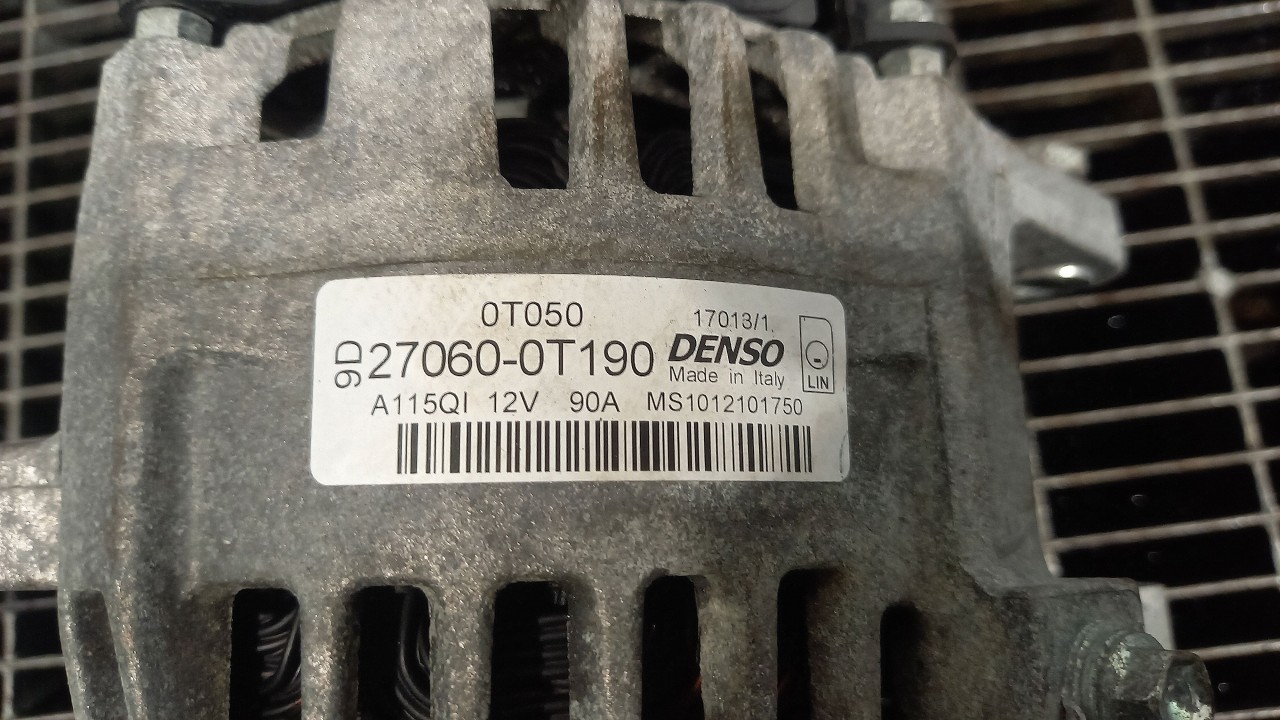 0T050
17013/1
9D 27060-0T190 DENSO
Made in Italy
LIN
A115QI 12V 90A MS1012101750